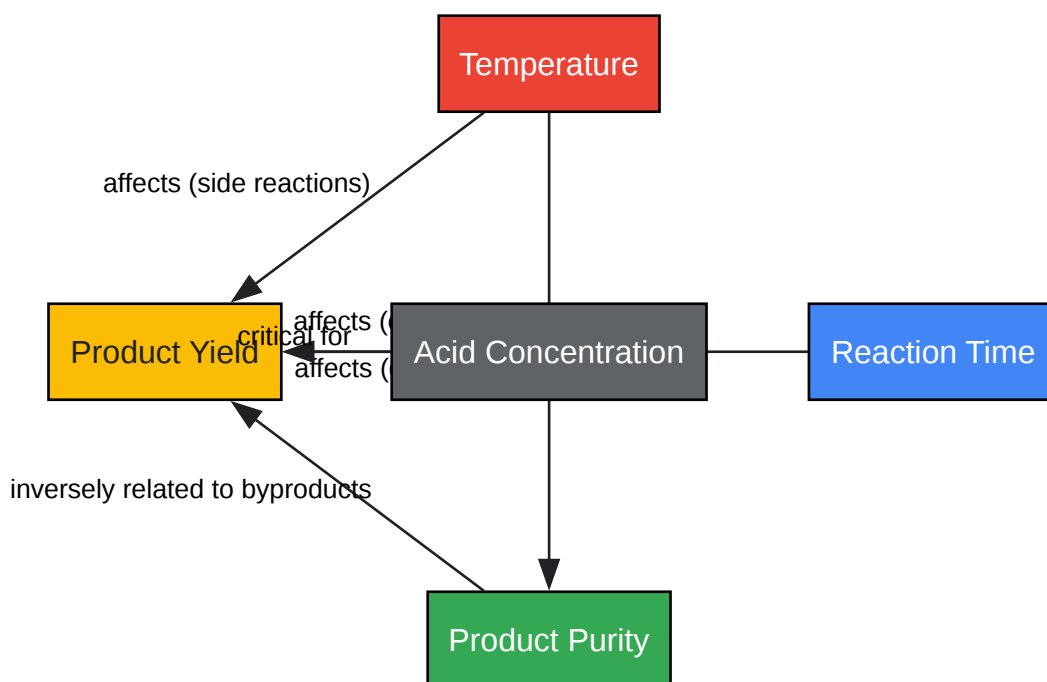 Temperature
affects (side reactions)
affects (
critical for
Product Yield
Acid Concentration
Reaction Time
affects (
inversely related to byproducts
Product Purity